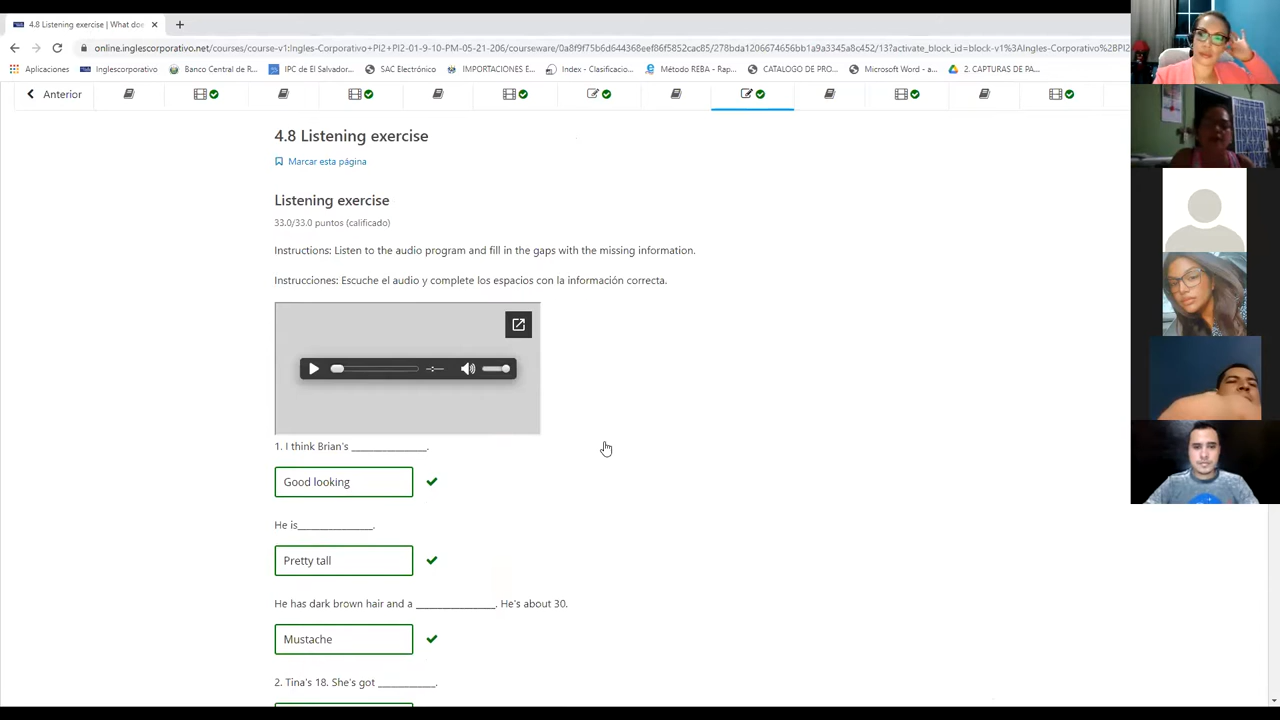 4.8 Listening exercise | What doe
online.inglescorporativo.net/courses/course-v1:Ingles-Corporativo+PI2+PI2-01-9-10-PM-05-21-206/courseware/0a8f9f75b6d644368eef86f5852cac85/278bda1206674656bb1a9a3345a8c452/13?activate_block_id=block-v1%3AIngles-Corporativo%2BPI2
Aplicaciones
Inglescorporativo
Banco Central de R...
IPC de El Salvador...
SAC Electrónico
IMPORTACIONES E...
Index - Clasificacio...
Método REBA - Rap...
CATALOGO DE PRO...
Microsoft Word - a...
2. CAPTURAS DE PA...
Anterior
4.8 Listening exercise
Marcar esta página
Listening exercise
33.0/33.0 puntos (calificado)
Instructions: Listen to the audio program and fill in the gaps with the missing information.
Instrucciones: Escuche el audio y complete los espacios con la información correcta.
-:-
1. I think Brian's ________________.
Good looking
He is________________.
Pretty tall
He has dark brown hair and a _________________. He's about 30.
Mustache
2. Tina's 18. She's got ____________.